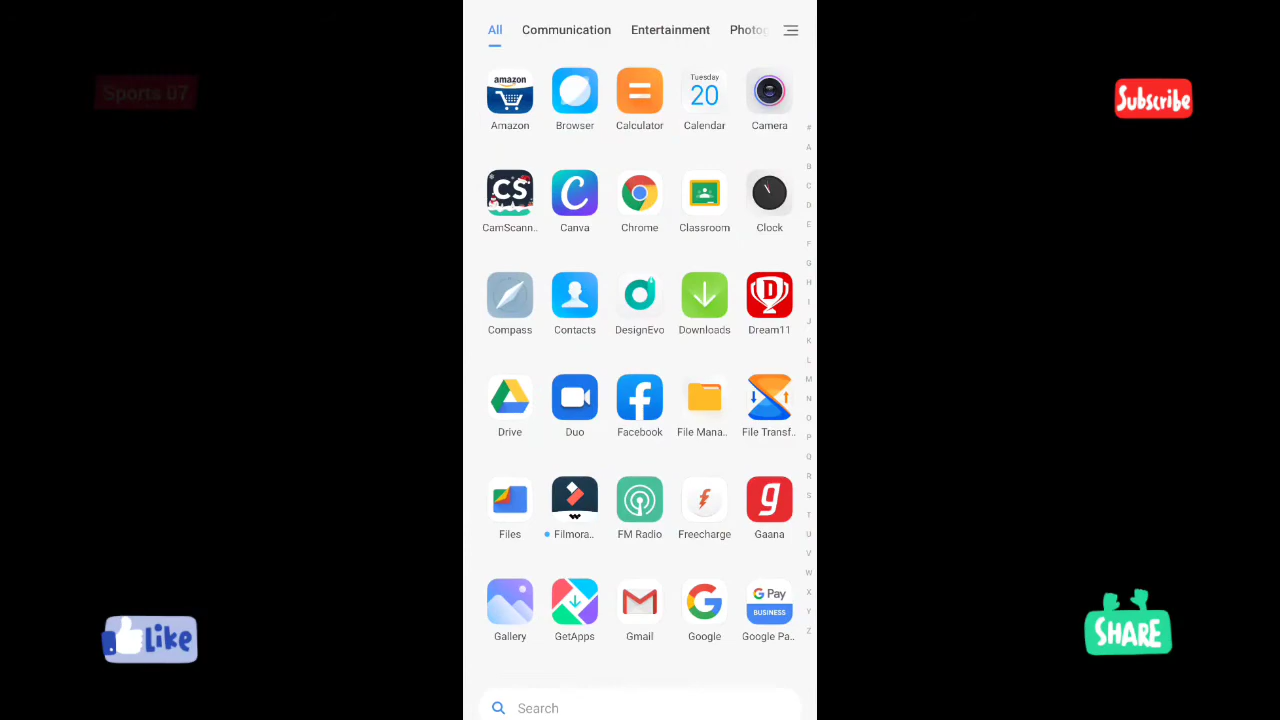 All Communication Entertainment Photog
Sports U7
Subscribe
amazon
Tuesday
20
Amazon Browser Calculator Calendar Camera
CS
C
CamScann.. Canva Chrome Classroom Clock
D
Compass Contacts DesignEvo Downloads Dream11
Drive Duo Facebook File Mana.. File Transf..
g
Files Filmora.. FM Radio Freecharge Gaana
G Pay
BUSINESS
Gallery GetApps Gmail Google Google Pa..
#
A
B
C
D
E
F
G
H
I
J
K
L
M
N
O
P
Q
R
S
T
U
V
W
X
Y
Z
Like
SHARE
Search